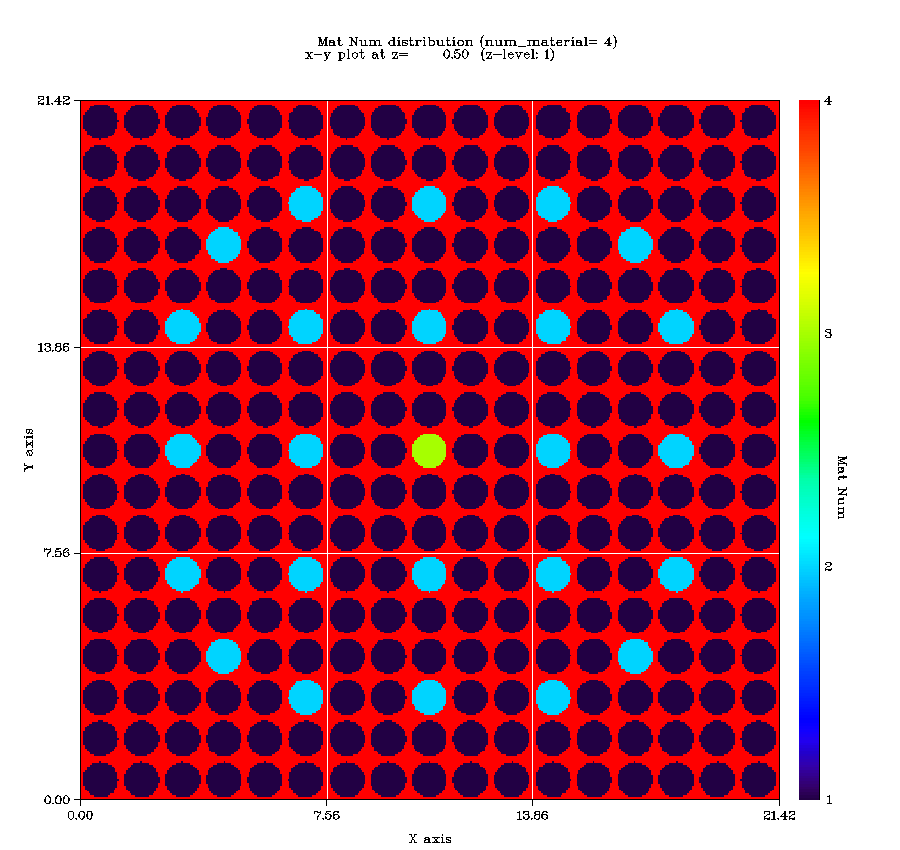 Mat Num distribution (num_material= 4)
x-y plot at z= 0.50 (z-level: 1)
21.42
13.86
7.56
0.00
Y axis
0.00 7.56 13.86 21.42
X axis
4
3
2
1
Mat Num